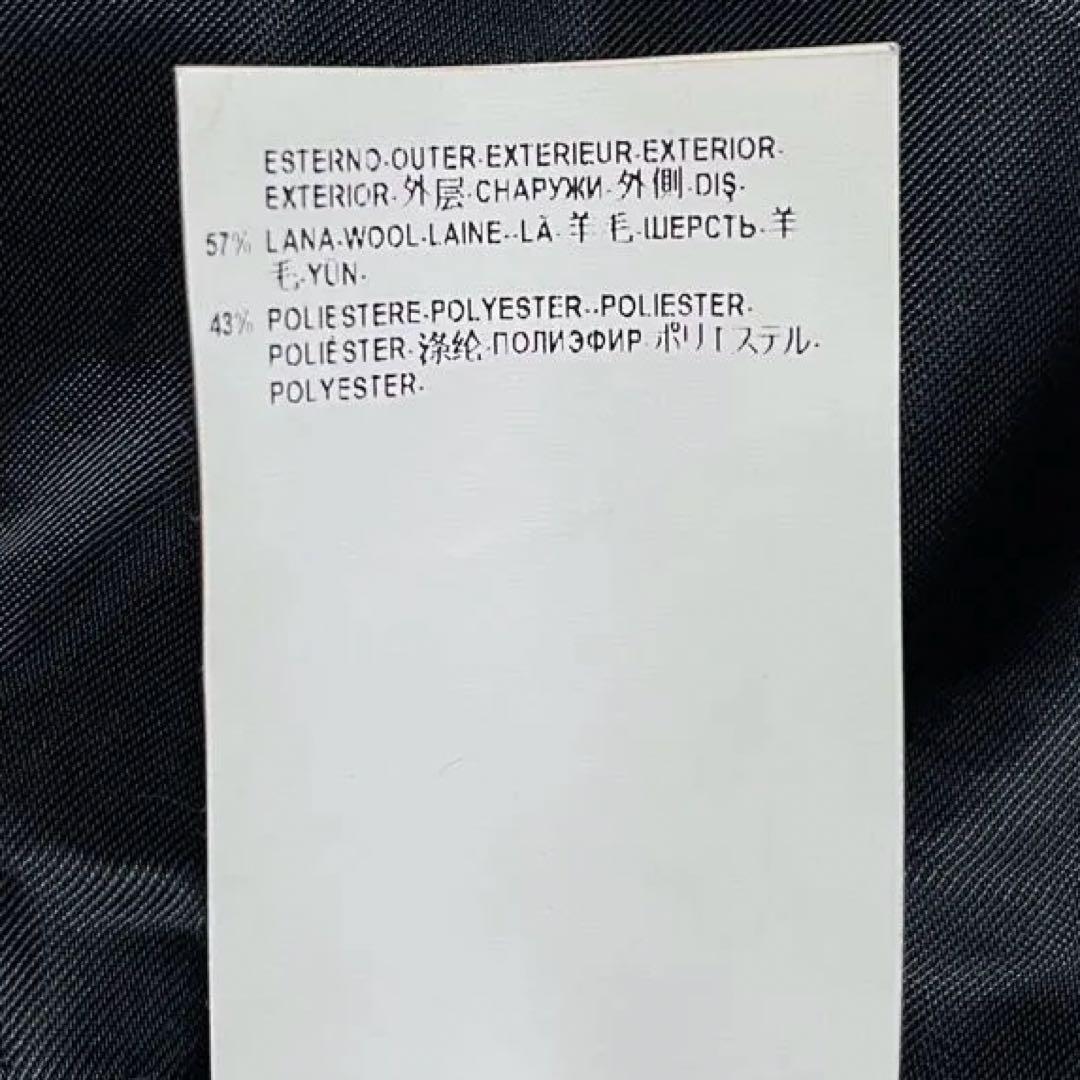 ESTERNO·OUTER·EXTERIEUR·EXTERIOR·
EXTERIOR·外层·СНАРУЖИ·外側·DIŞ·
57% LANA·WOOL·LAINE··LÃ·羊毛·ШЕРСТЬ·羊
毛·YÜN·
43% POLIESTERE·POLYESTER··POLIESTER·
POLIÉSTER·涤纶·ПОЛИЭФИР·ポリエステル·
POLYESTER·